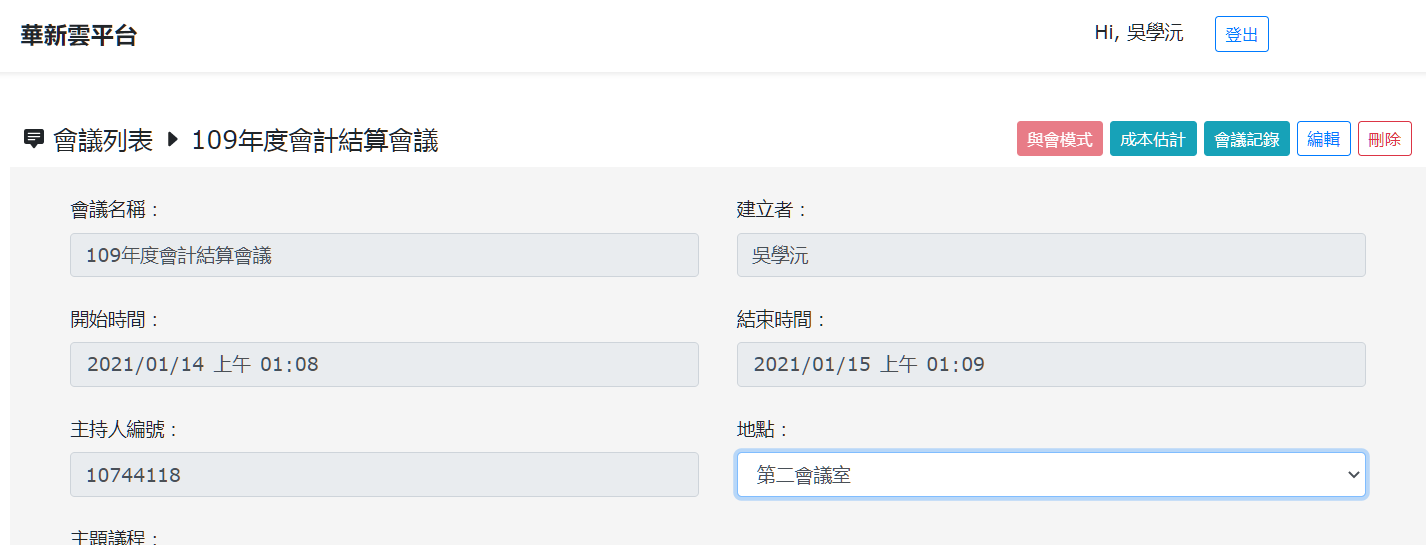 華新雲平台
Hi, 吳學沅 登出
會議列表 109年度會計結算會議 與會模式 成本估計 會議記錄 編輯 刪除
會議名稱： 建立者：
109年度會計結算會議 吳學沅
開始時間： 結束時間：
2021/01/14 上午 01:08 2021/01/15 上午 01:09
主持人編號： 地點：
10744118 第二會議室
主題議程：